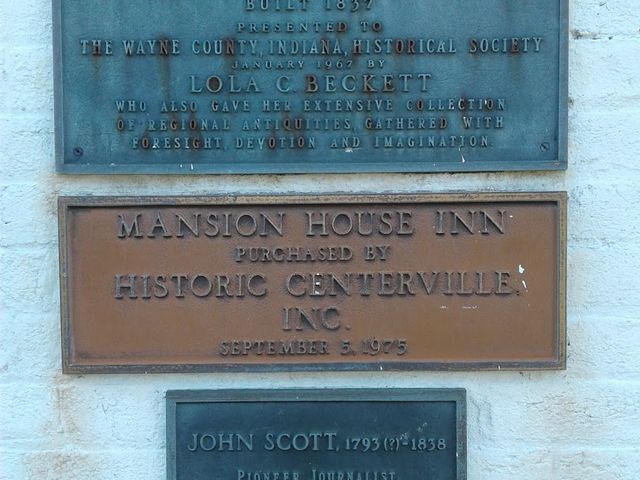 BUILT 1837
PRESENTED TO
THE WAYNE COUNTY, INDIANA, HISTORICAL SOCIETY
JANUARY 1967 BY
LOLA C. BECKETT
WHO ALSO GAVE HER EXTENSIVE COLLECTION
OF REGIONAL ANTIQUITIES, GATHERED WITH
FORESIGHT, DEVOTION AND IMAGINATION.
MANSION HOUSE INN
PURCHASED BY
HISTORIC CENTERVILLE,
INC.
SEPTEMBER 5, 1975
JOHN SCOTT, 1793(?)-1838
PIONEER JOURNALIST